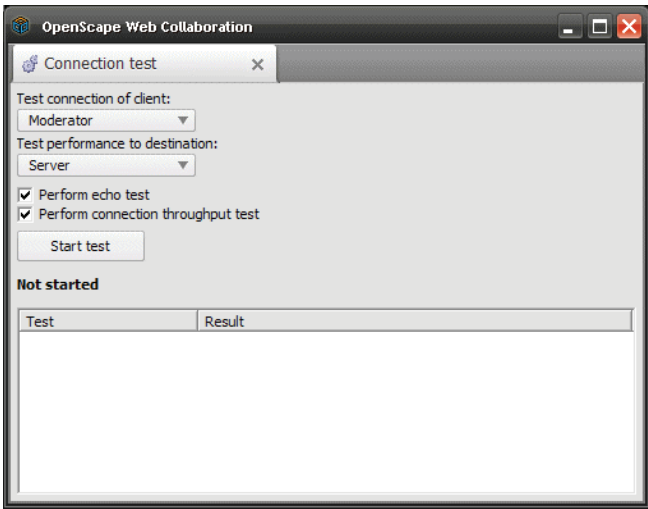 OpenScape Web Collaboration
Connection test
Test connection of client:
Moderator
Test performance to destination:
Server
Perform echo test
Perform connection throughput test
Start test
Not started
Test Result